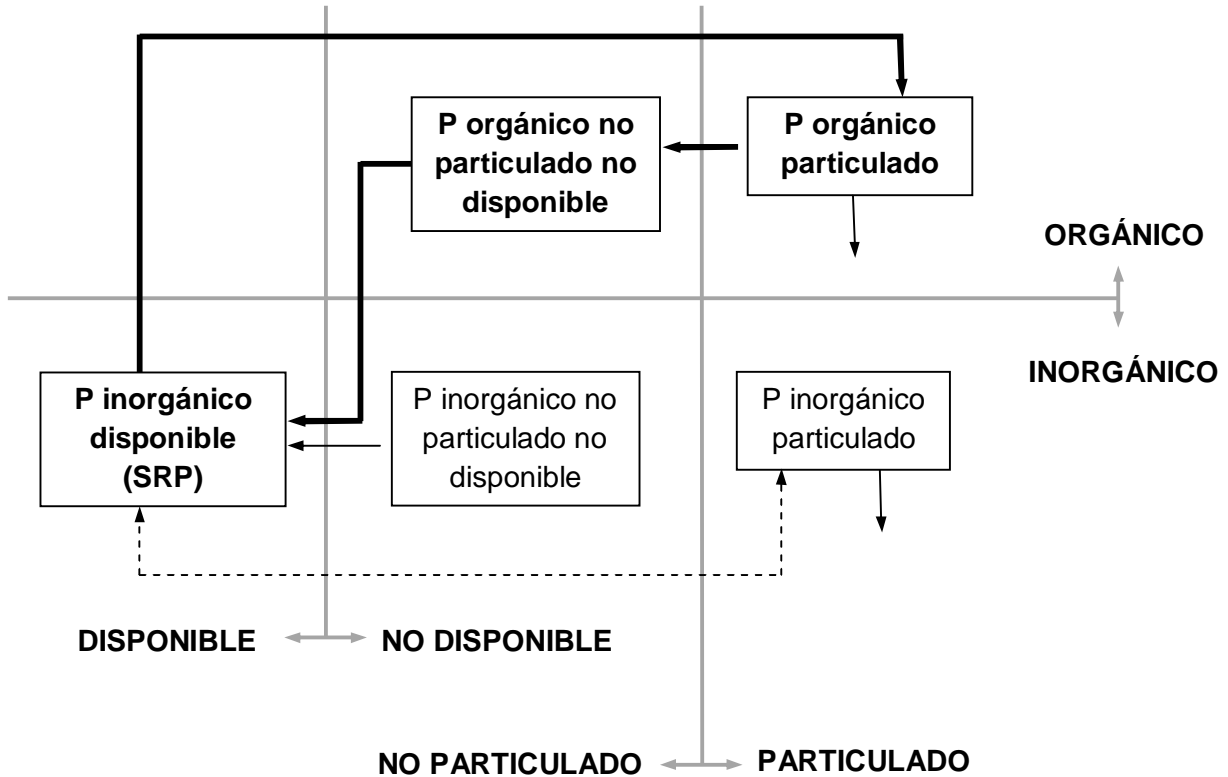 P orgánico no
particulado no
disponible
P orgánico
particulado
ORGÁNICO
INORGÁNICO
P inorgánico
disponible
(SRP)
P inorgánico no
particulado no
disponible
P inorgánico
particulado
DISPONIBLE
NO DISPONIBLE
NO PARTICULADO
PARTICULADO